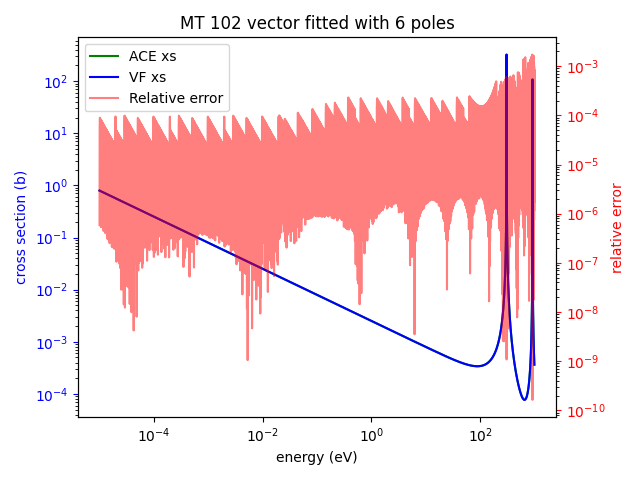 MT 102 vector fitted with 6 poles
ACE xs
VF xs
Relative error
cross section (b)
10²
10¹
10⁰
10⁻¹
10⁻²
10⁻³
10⁻⁴
10⁻³
10⁻⁴
10⁻⁵
10⁻⁶
10⁻⁷
10⁻⁸
10⁻⁹
10⁻¹⁰
relative error
10⁻⁴
10⁻²
10⁰
10²
energy (eV)